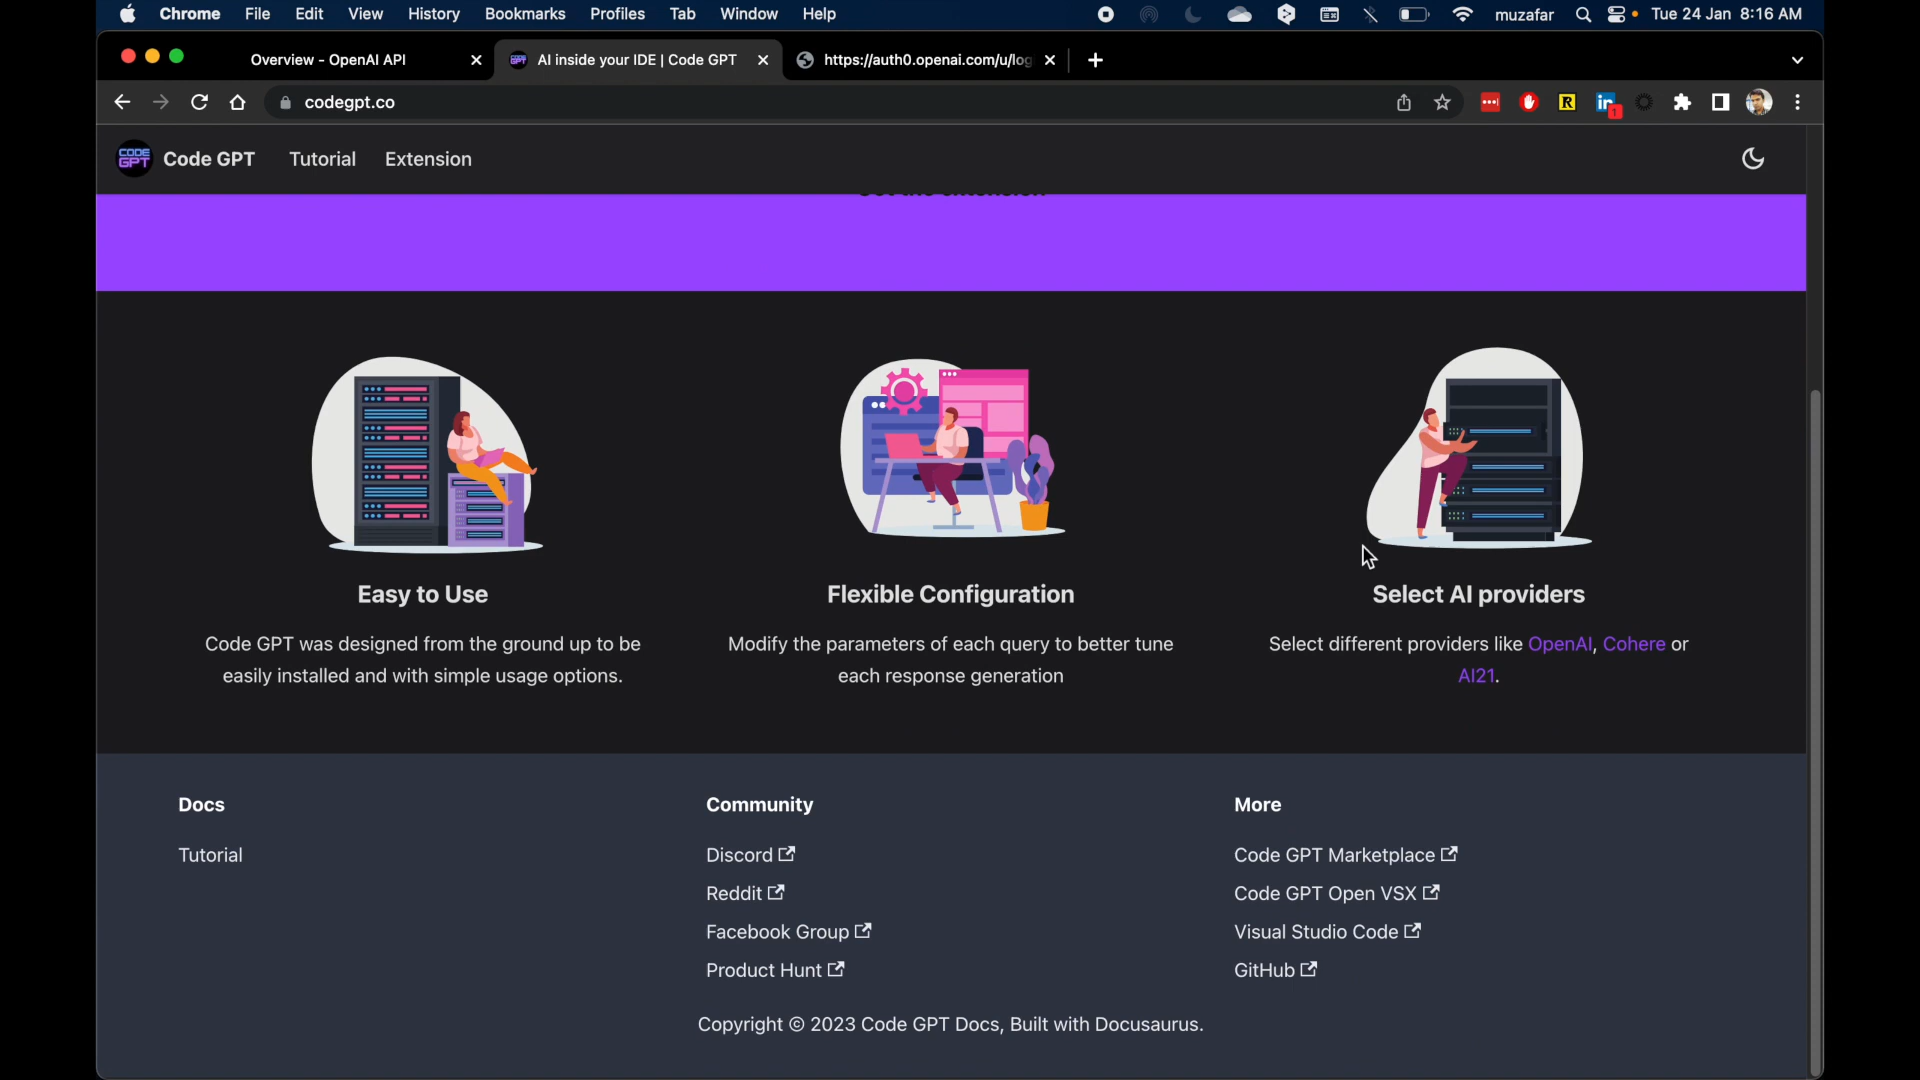 Chrome File Edit View History Bookmarks Profiles Tab Window Help muzafar Tue 24 Jan 8:16 AM
Overview - OpenAI API AI inside your IDE | Code GPT https://auth0.openai.com/u/log
codegpt.co
CODE GPT Code GPT Tutorial Extension
Easy to Use
Code GPT was designed from the ground up to be
easily installed and with simple usage options.
Flexible Configuration
Modify the parameters of each query to better tune
each response generation
Select AI providers
Select different providers like OpenAI, Cohere or
AI21.
Docs
Tutorial
Community
Discord
Reddit
Facebook Group
Product Hunt
More
Code GPT Marketplace
Code GPT Open VSX
Visual Studio Code
GitHub
Copyright © 2023 Code GPT Docs, Built with Docusaurus.